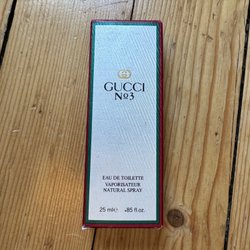 GUCCI
No3
EAU DE TOILETTE
VAPORISATEUR
NATURAL SPRAY
25 ml℮ .85 fl.oz.